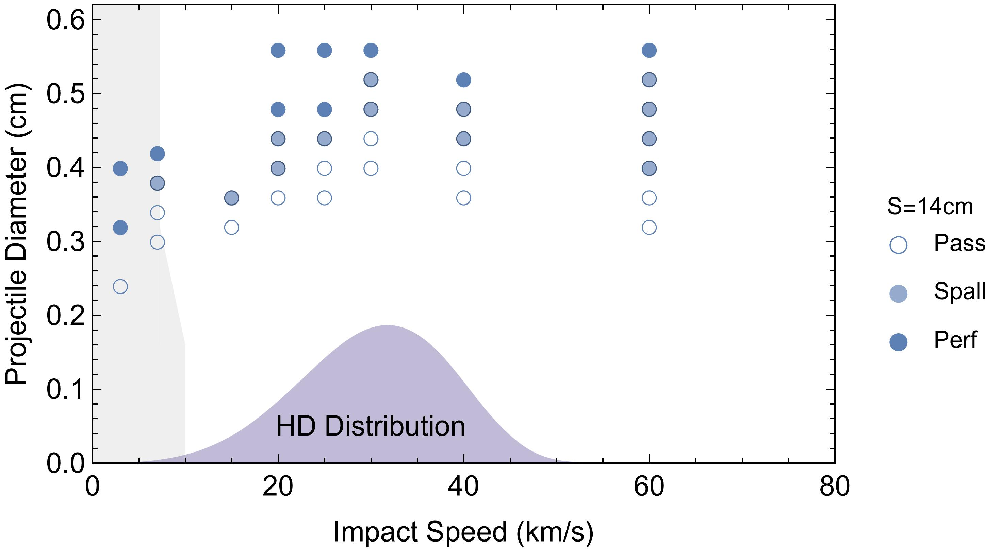 0.6
0.5
0.4
0.3
0.2
0.1
0.0
Projectile Diameter (cm)
HD Distribution
0 20 40 60 80
Impact Speed (km/s)
S=14cm
Pass
Spall
Perf